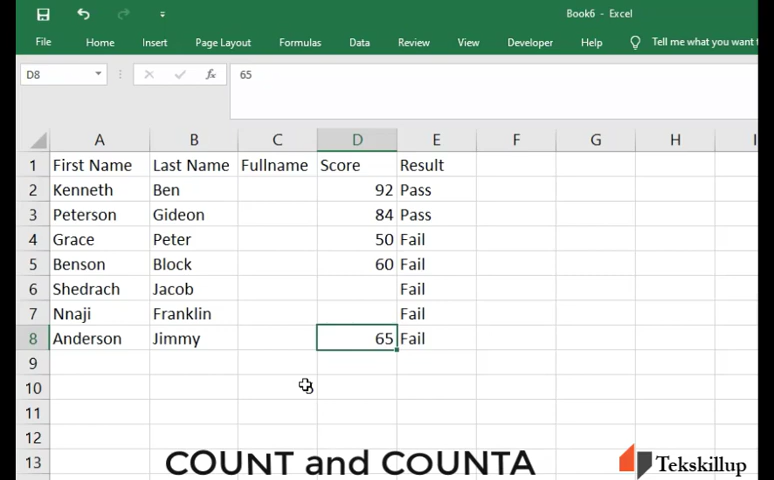 Book6 - Excel
File Home Insert Page Layout Formulas Data Review View Developer Help Tell me what you want
D8 fx 65
A B C D E F G H I
1 First Name Last Name Fullname Score Result
2 Kenneth Ben 92 Pass
3 Peterson Gideon 84 Pass
4 Grace Peter 50 Fail
5 Benson Block 60 Fail
6 Shedrach Jacob Fail
7 Nnaji Franklin Fail
8 Anderson Jimmy 65 Fail
9
10
11
12
13
COUNT and COUNTA
Tekskillup